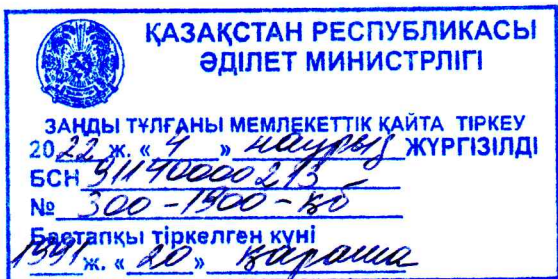 ҚАЗАҚСТАН РЕСПУБЛИКАСЫ
ӘДІЛЕТ МИНИСТРЛІГІ
ЗАҢДЫ ТҰЛҒАНЫ МЕМЛЕКЕТТІК ҚАЙТА ТІРКЕУ
2022 ж. « 4 » наурыз ЖҮРГІЗІЛДІ
БСН 911140000213
№ 300-1900-ҚБ
Бастапқы тіркелген күні
1991 ж. « 20 » қараша